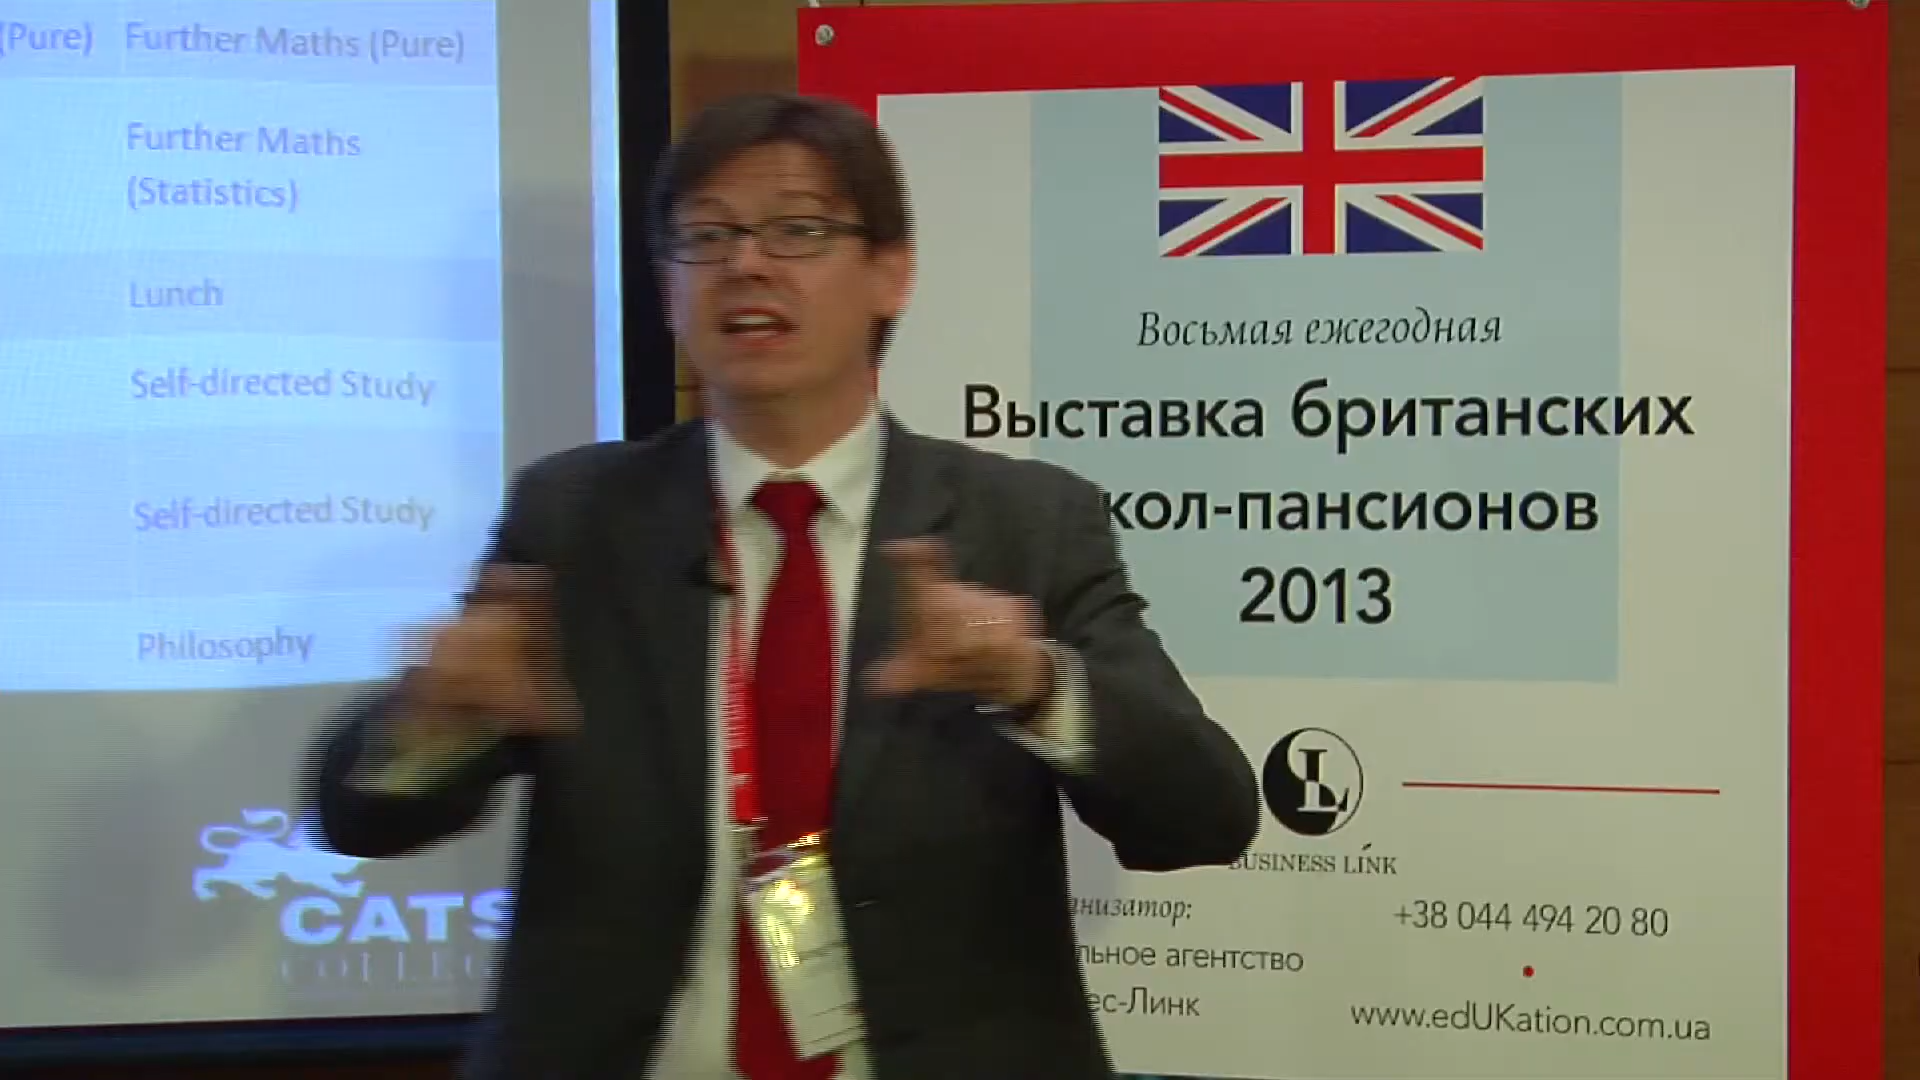 (Pure) Further Maths (Pure)
Further Maths
(Statistics)
Lunch
Self-directed Study
Self-directed Study
Philosophy
CATS
Восьмая ежегодная
Выставка британских
кол-пансионов
2013
L
BUSINESS LINK
низатор:
льное агентство
ес-Линк
+38 044 494 20 80
www.edUKation.com.ua